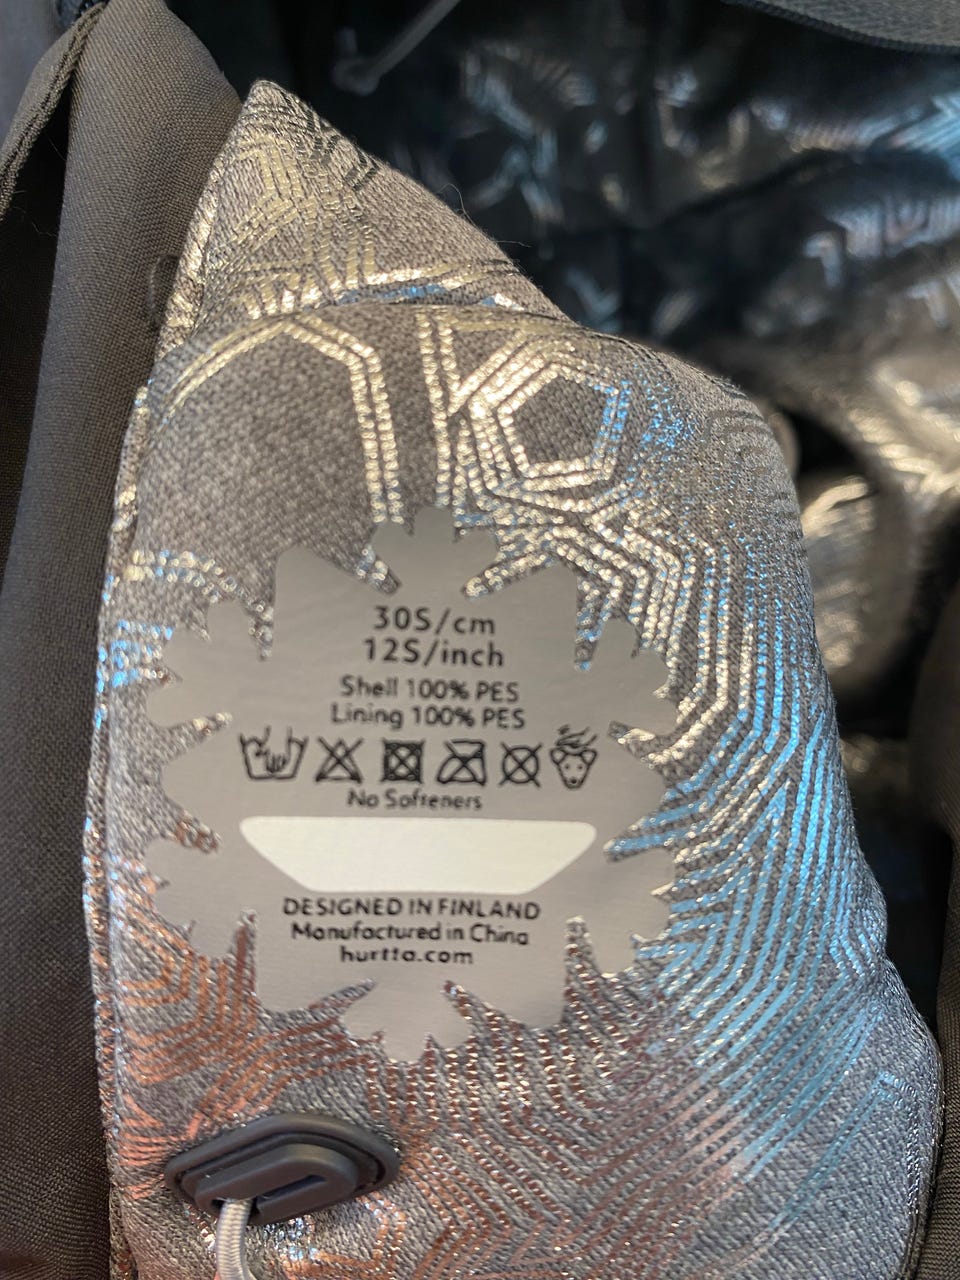 30S/cm
12S/inch
Shell 100% PES
Lining 100% PES
No Softeners
DESIGNED IN FINLAND
Manufactured in China
hurtta.com